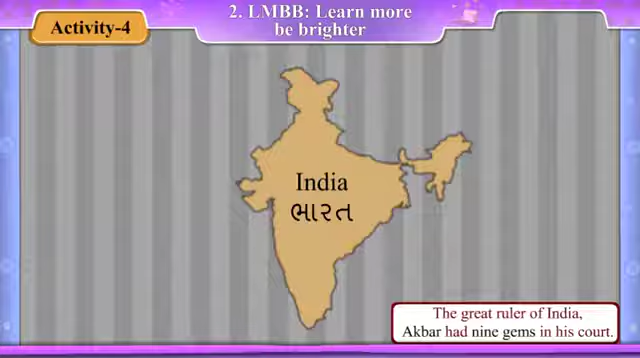 2. LMBB: Learn more
be brighter
Activity-4
India
ભારત
The great ruler of India,
Akbar had nine gems in his court.